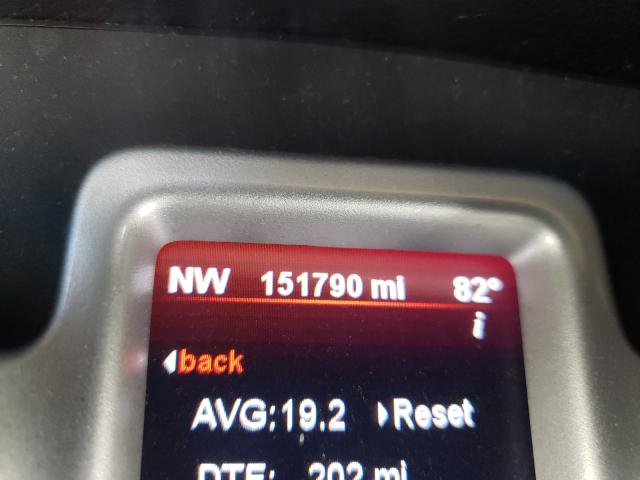 NW 151790 mi 82°
i
back
AVG:19.2 Reset
DTE: 202 mi